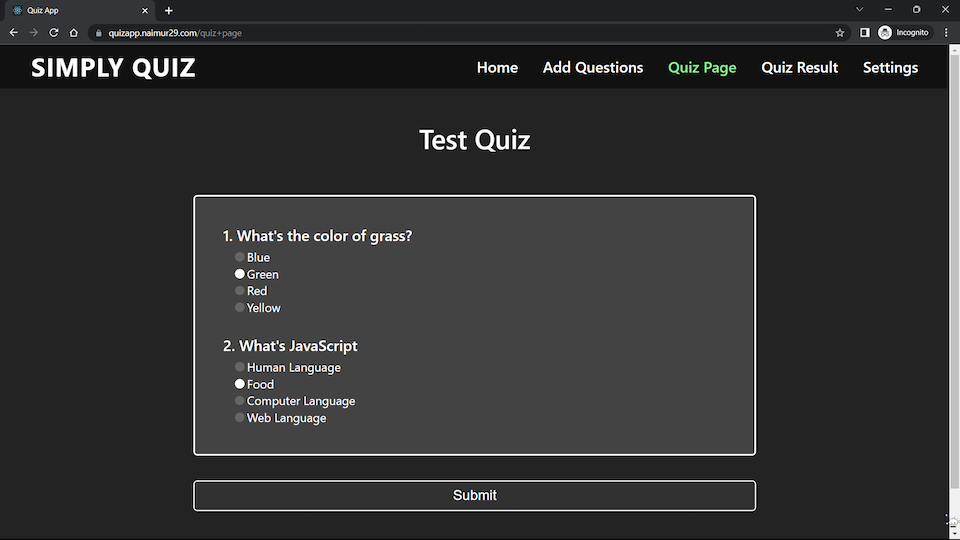 Quiz App
quizapp.naimur29.com/quiz+page
Incognito
SIMPLY QUIZ
Home Add Questions Quiz Page Quiz Result Settings
Test Quiz
1. What's the color of grass?
Blue
Green
Red
Yellow
2. What's JavaScript
Human Language
Food
Computer Language
Web Language
Submit